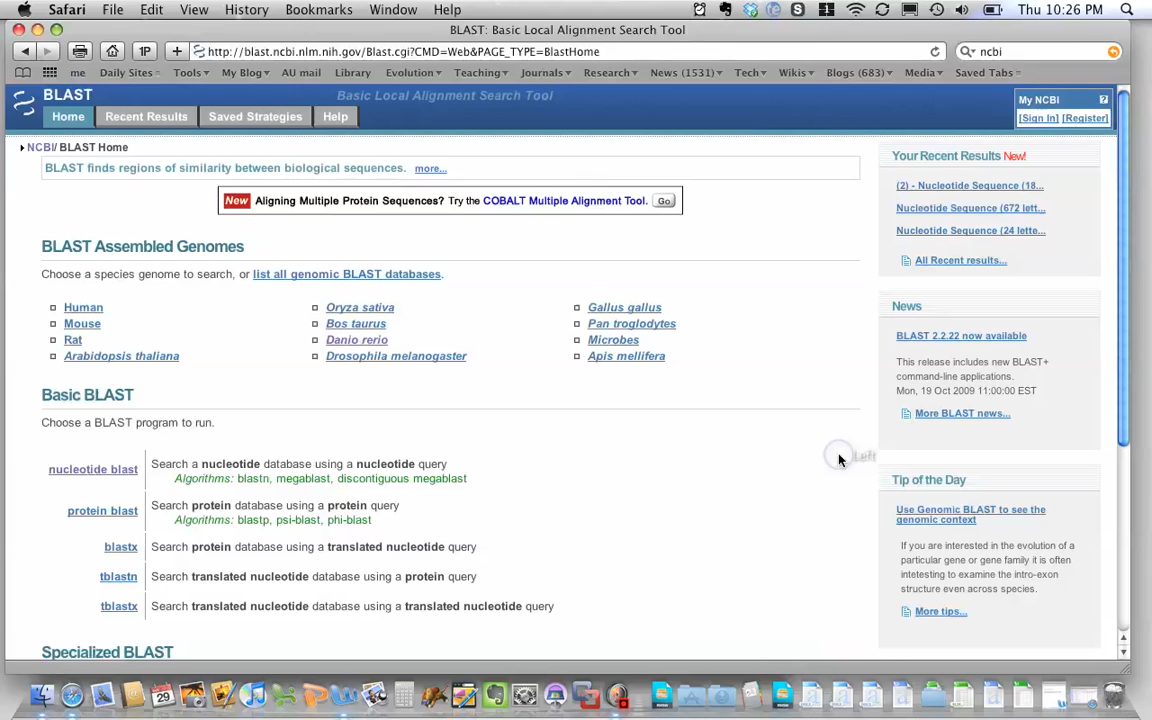 Safari File Edit View History Bookmarks Window Help Thu 10:26 PM
BLAST: Basic Local Alignment Search Tool
1P http://blast.ncbi.nlm.nih.gov/Blast.cgi?CMD=Web&PAGE_TYPE=BlastHome ncbi
me Daily Sites Tools My Blog AU mail Library Evolution Teaching Journals Research News (1531) Tech Wikis Blogs (683) Media Saved Tabs
BLAST Basic Local Alignment Search Tool
My NCBI ?
[Sign In] [Register]
Home Recent Results Saved Strategies Help
NCBI/ BLAST Home
BLAST finds regions of similarity between biological sequences. more...
New Aligning Multiple Protein Sequences? Try the COBALT Multiple Alignment Tool. Go
BLAST Assembled Genomes
Choose a species genome to search, or list all genomic BLAST databases.
Human Oryza sativa Gallus gallus
Mouse Bos taurus Pan troglodytes
Rat Danio rerio Microbes
Arabidopsis thaliana Drosophila melanogaster Apis mellifera
Basic BLAST
Choose a BLAST program to run.
nucleotide blast Search a nucleotide database using a nucleotide query
Algorithms: blastn, megablast, discontiguous megablast
protein blast Search protein database using a protein query
Algorithms: blastp, psi-blast, phi-blast
blastx Search protein database using a translated nucleotide query
tblastn Search translated nucleotide database using a protein query
tblastx Search translated nucleotide database using a translated nucleotide query
Specialized BLAST
Your Recent Results New!
(2) - Nucleotide Sequence (18...
Nucleotide Sequence (672 lett...
Nucleotide Sequence (24 lette...
All Recent results...
News
BLAST 2.2.22 now available
This release includes new BLAST+
command-line applications.
Mon, 19 Oct 2009 11:00:00 EST
More BLAST news...
Left
Tip of the Day
Use Genomic BLAST to see the
genomic context
If you are interested in the evolution of a
particular gene or gene family it is often
intetesting to examine the intro-exon
structure even across species.
More tips...